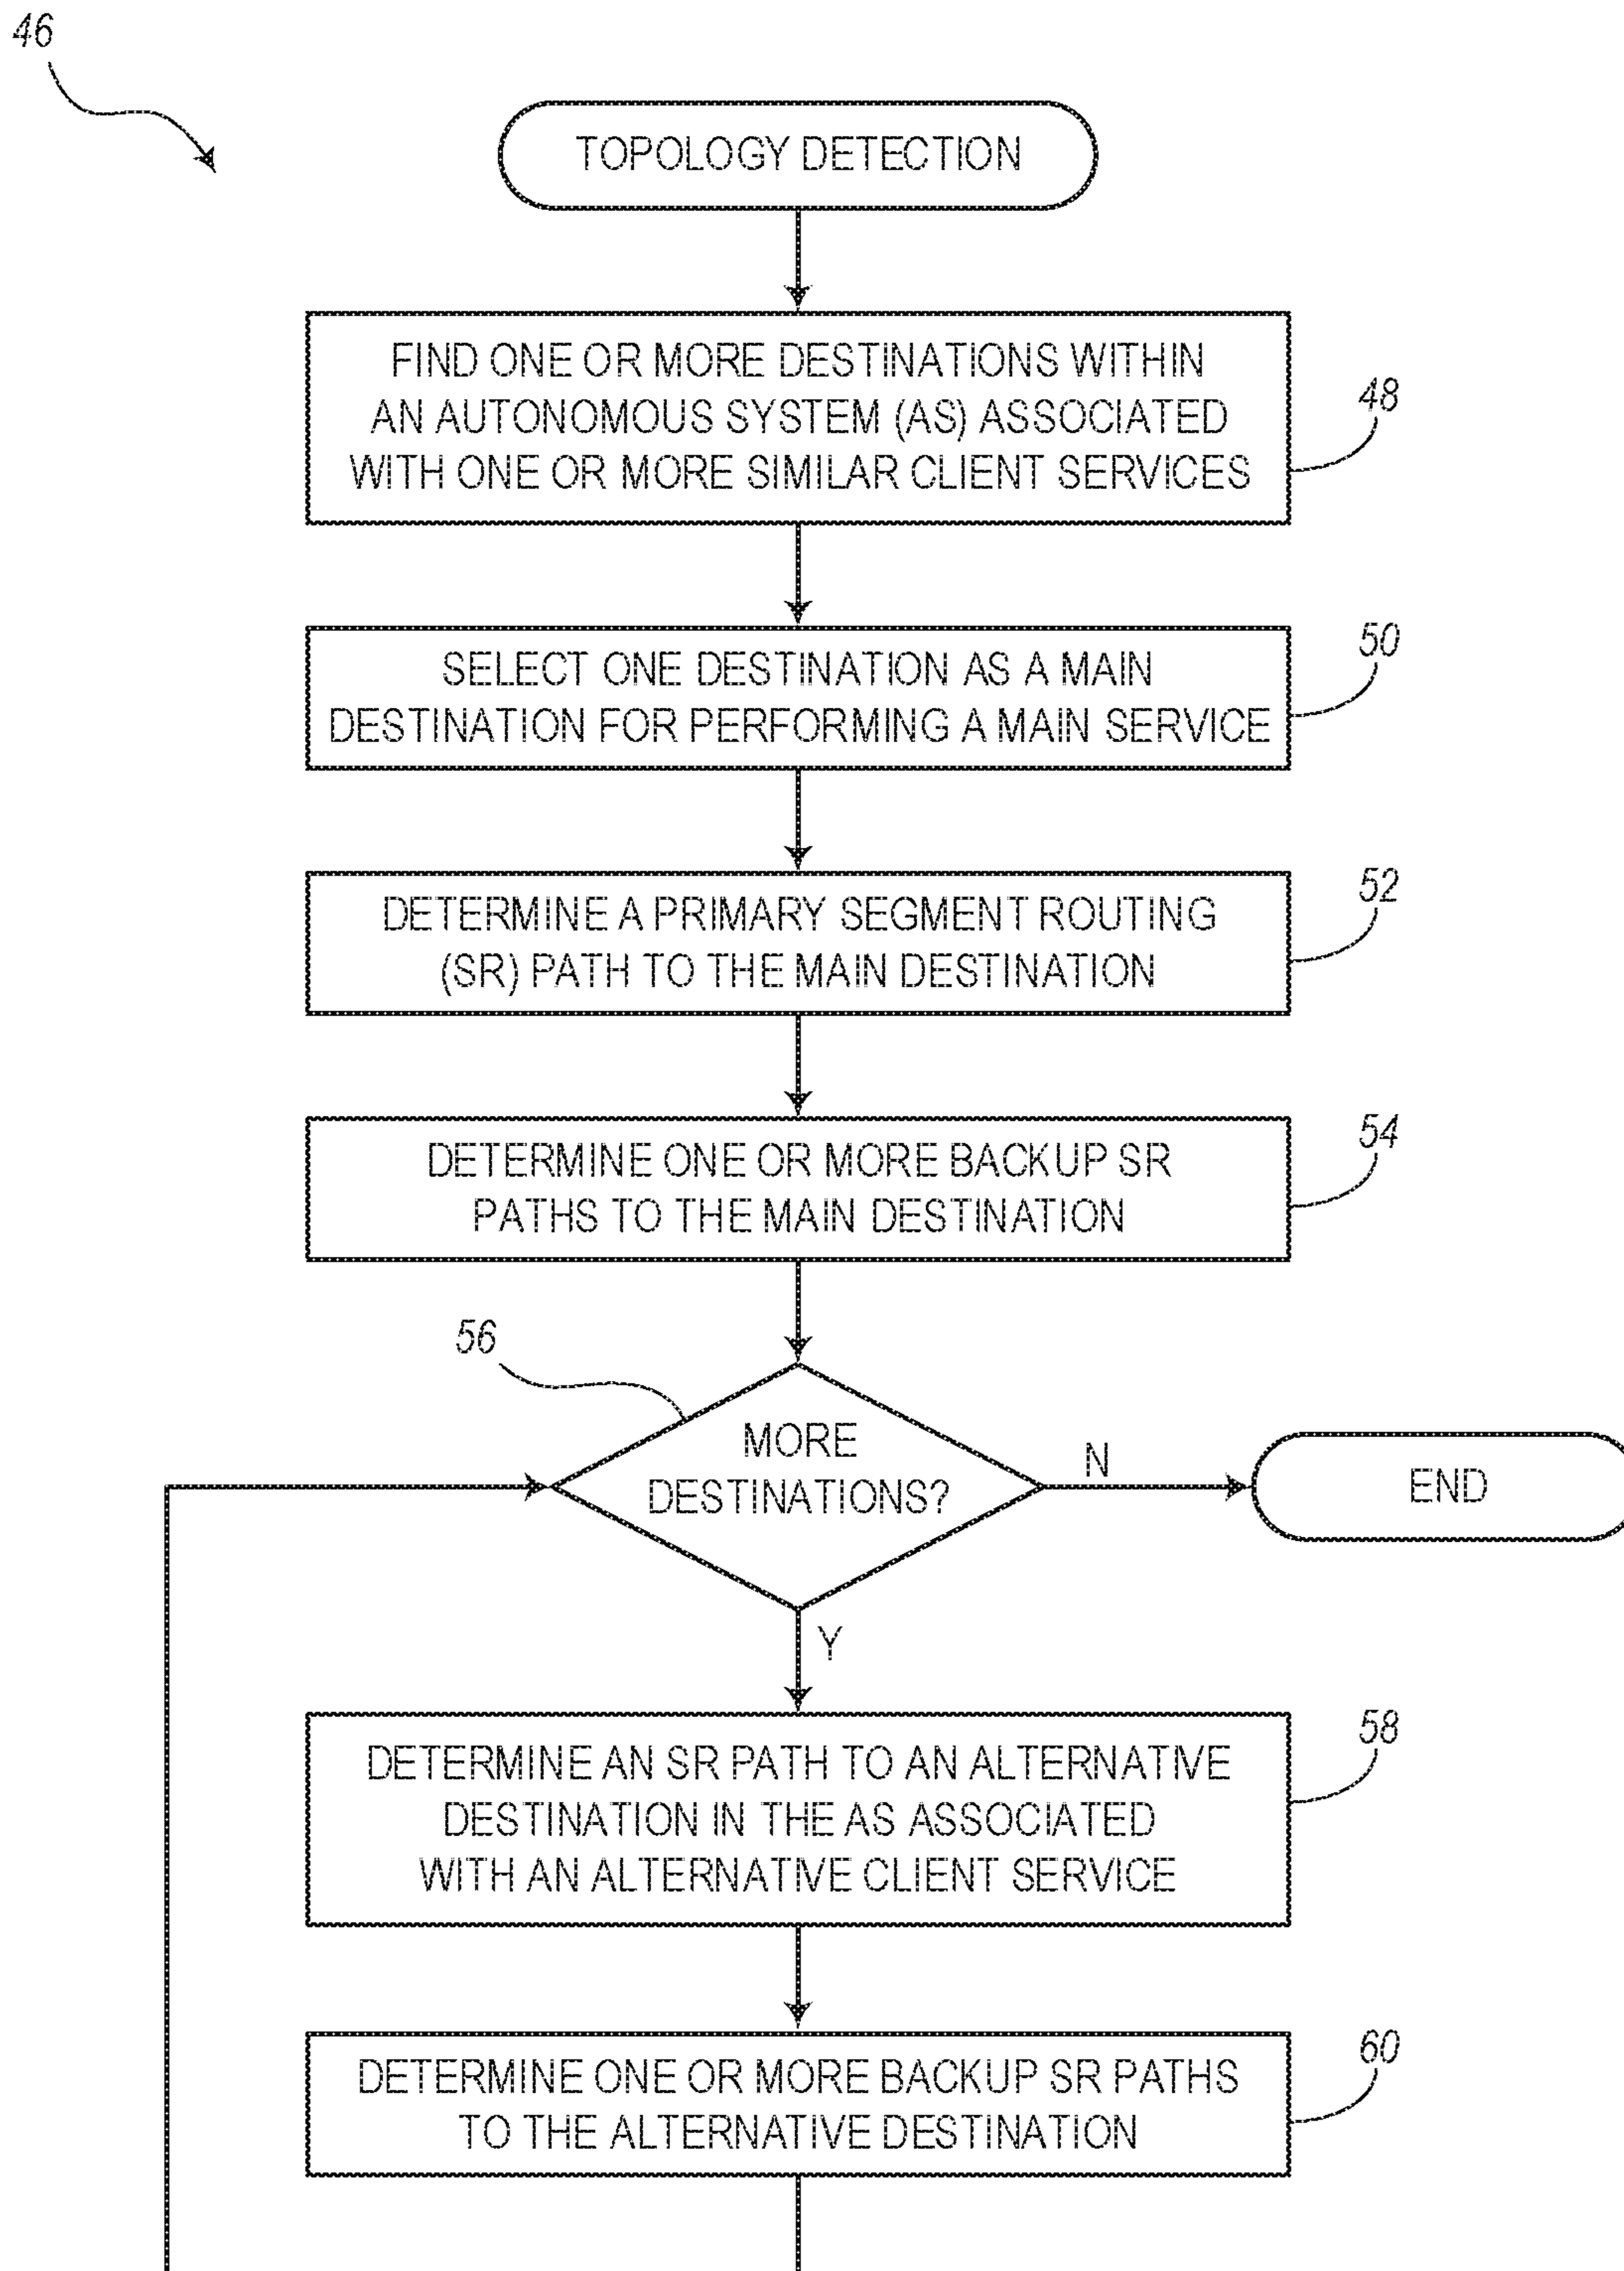 46
TOPOLOGY DETECTION
FIND ONE OR MORE DESTINATIONS WITHIN
AN AUTONOMOUS SYSTEM (AS) ASSOCIATED
WITH ONE OR MORE SIMILAR CLIENT SERVICES
48
SELECT ONE DESTINATION AS A MAIN
DESTINATION FOR PERFORMING A MAIN SERVICE
50
DETERMINE A PRIMARY SEGMENT ROUTING
(SR) PATH TO THE MAIN DESTINATION
52
DETERMINE ONE OR MORE BACKUP SR
PATHS TO THE MAIN DESTINATION
54
56
MORE
DESTINATIONS?
N
END
Y
DETERMINE AN SR PATH TO AN ALTERNATIVE
DESTINATION IN THE AS ASSOCIATED
WITH AN ALTERNATIVE CLIENT SERVICE
58
DETERMINE ONE OR MORE BACKUP SR PATHS
TO THE ALTERNATIVE DESTINATION
60